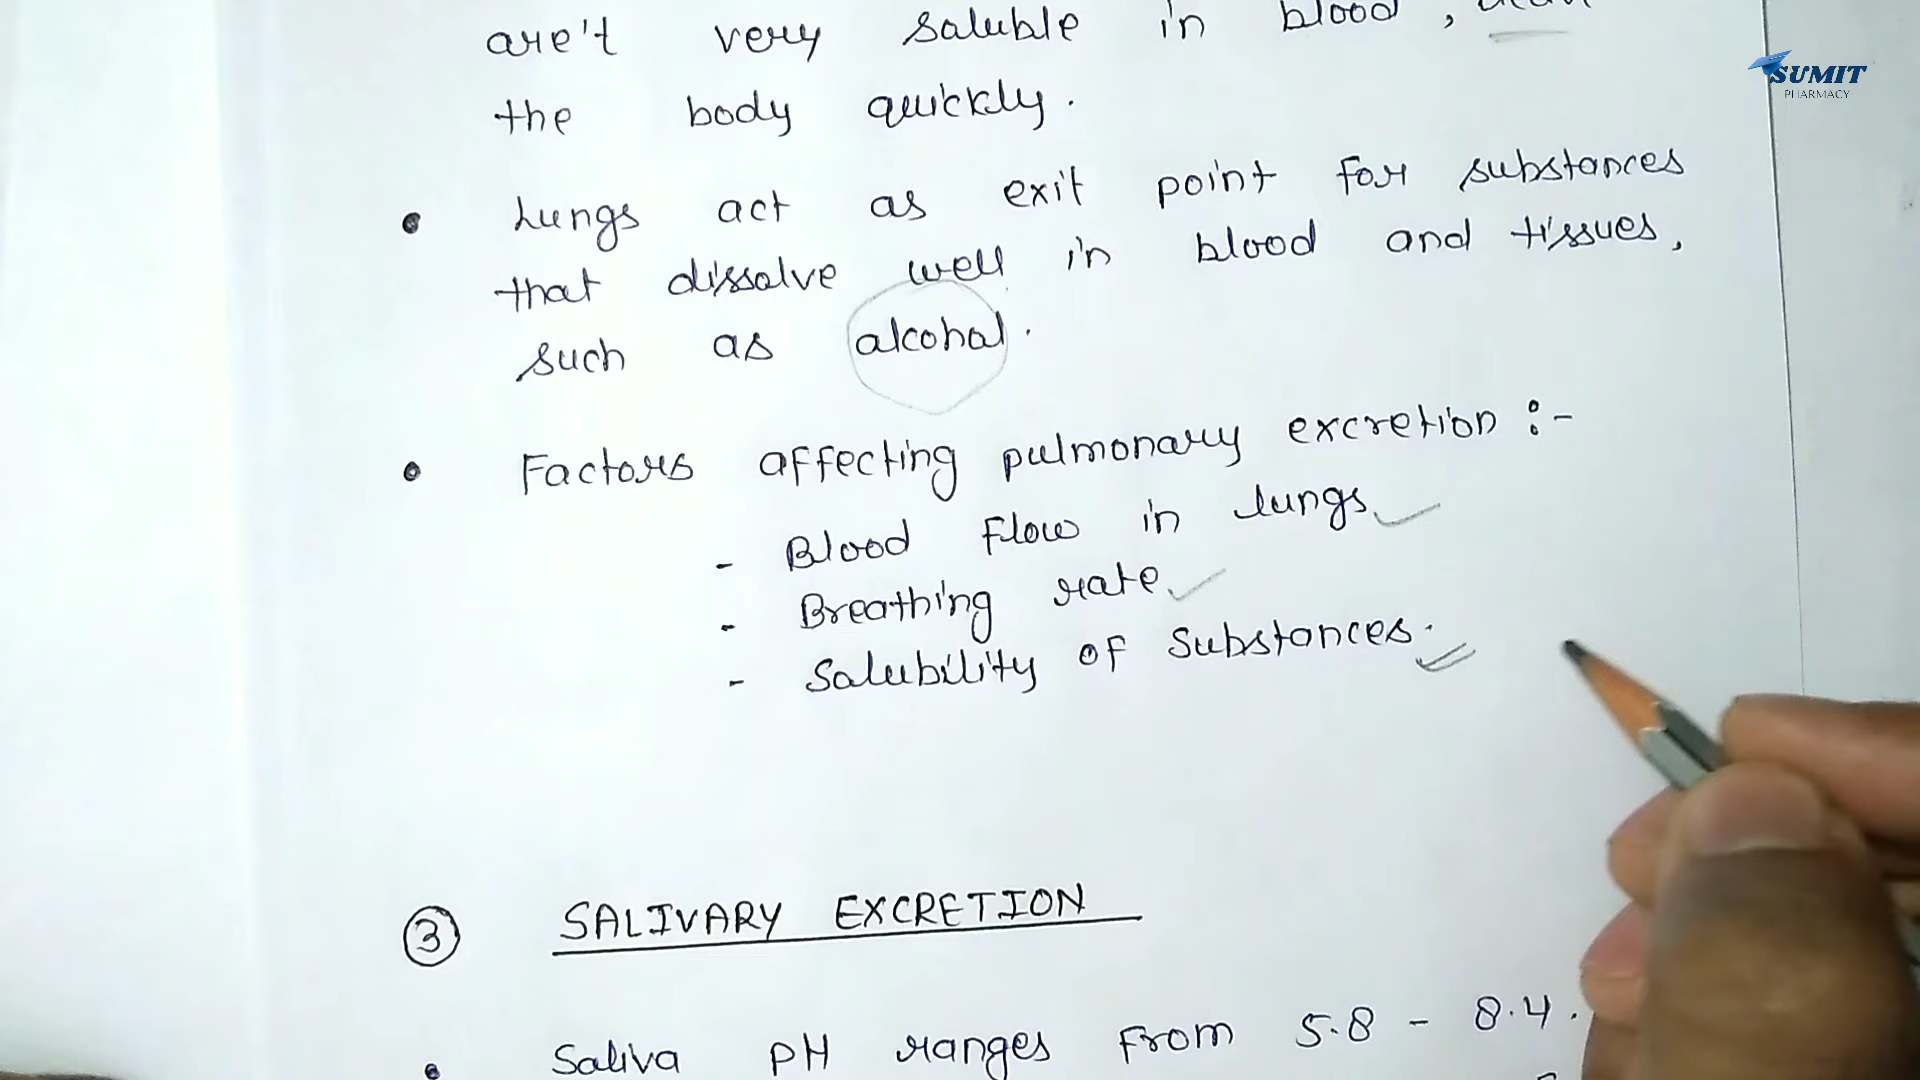 aren't very soluble in blood,
the body quickly.
• Lungs act as exit point for substances
that dissolve well in blood and tissues,
such as alcohal.
• Factors affecting pulmonary excretion :-
- Blood flow in lungs
- Breathing rate
- Solubility of substances.
③ SALIVARY EXCRETION
• Saliva PH ranges from 5.8 - 8.4.
SUMIT
PHARMACY